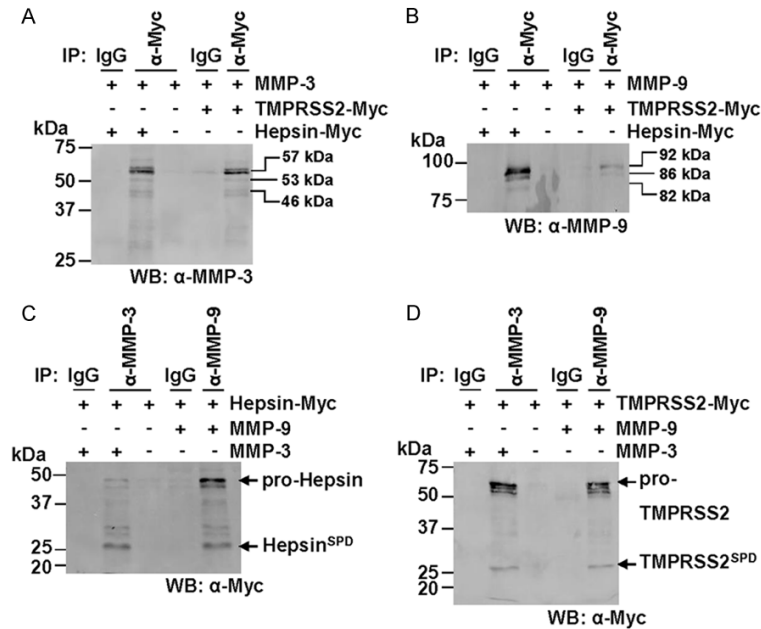 A
IP: IgG α-Myc IgG α-Myc
+ + + + + MMP-3
- - - + + TMPRSS2-Myc
kDa + + - - - Hepsin-Myc
75
57 kDa
50
53 kDa
46 kDa
37
25
WB: α-MMP-3
B
IP: IgG α-Myc IgG α-Myc
+ + + + + MMP-9
- - - + + TMPRSS2-Myc
kDa + + - - - Hepsin-Myc
100
92 kDa
86 kDa
82 kDa
75
WB: α-MMP-9
C
IP: IgG α-MMP-3 IgG α-MMP-9
+ + + + + Hepsin-Myc
- - - + + MMP-9
kDa + + - - - MMP-3
50
pro-Hepsin
37
25
HepsinSPD
20
WB: α-Myc
D
IP: IgG α-MMP-3 IgG α-MMP-9
+ + + + + TMPRSS2-Myc
- - - + + MMP-9
kDa + + - - - MMP-3
75
pro-
50
TMPRSS2
37
TMPRSS2SPD
25
20
WB: α-Myc